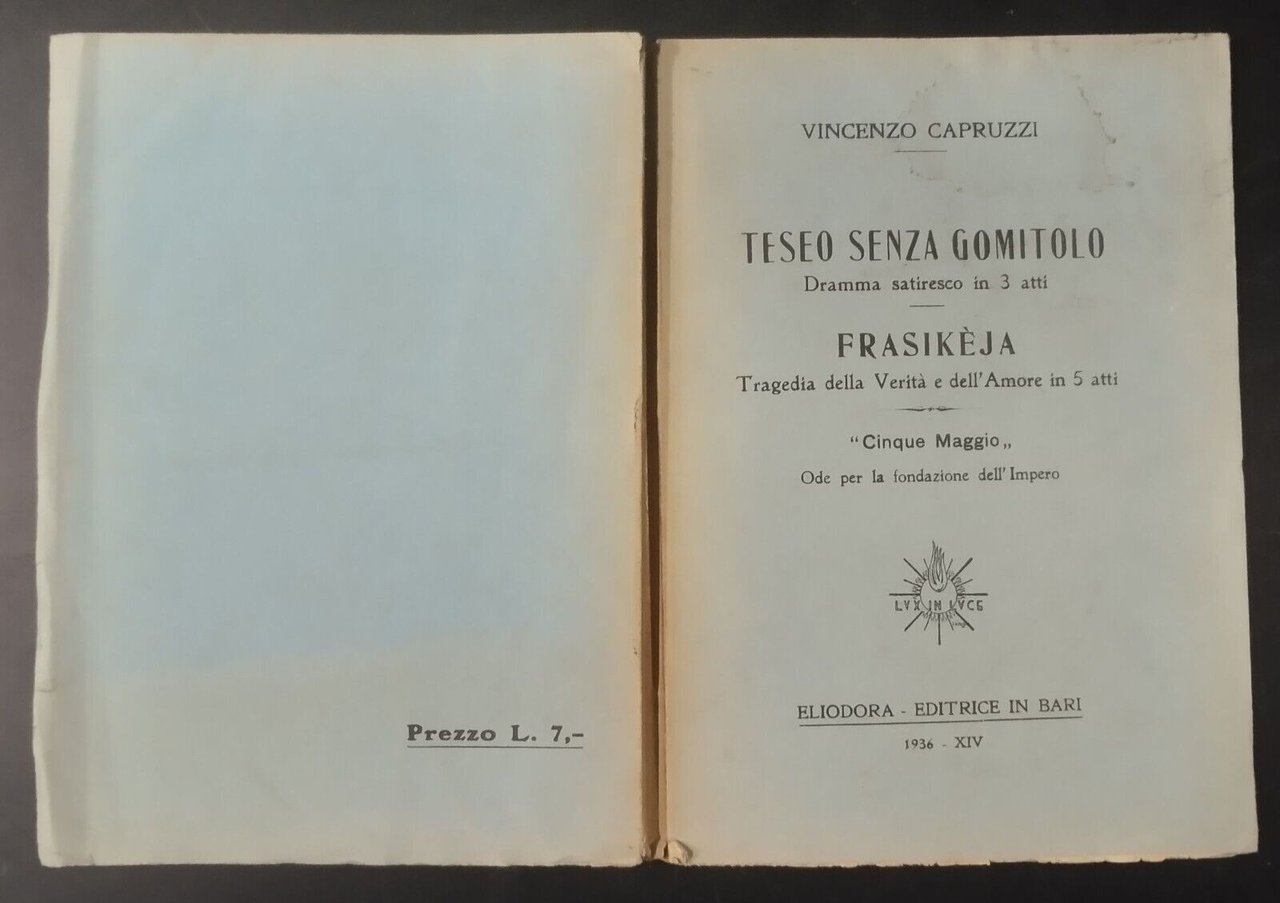 Prezzo L. 7,-
VINCENZO CAPRUZZI
TESEO SENZA GOMITOLO
Dramma satiresco in 3 atti
FRASIKÈJA
Tragedia della Verità e dell'Amore in 5 atti
"Cinque Maggio„
Ode per la fondazione dell'Impero
LVX IN LVCE
ELIODORA - EDITRICE IN BARI
1936 - XIV